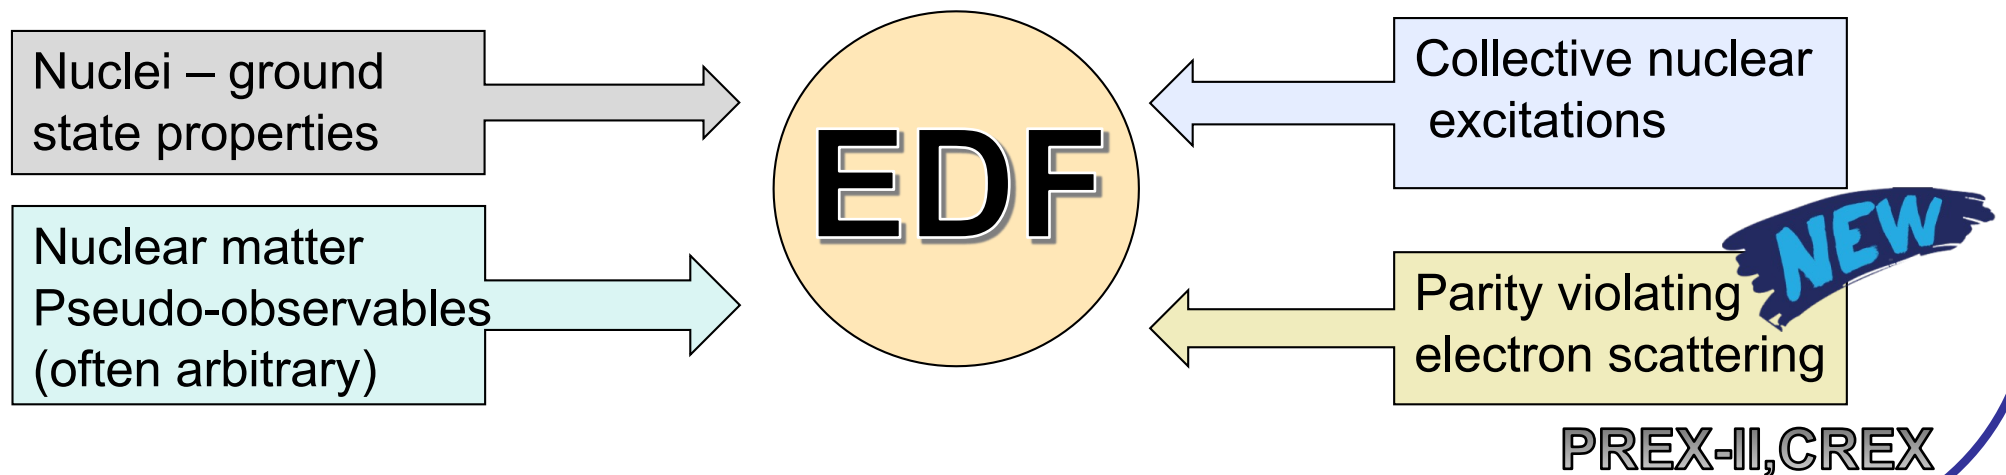 Nuclei – ground
state properties
Nuclear matter
Pseudo-observables
(often arbitrary)
EDF
Collective nuclear
excitations
NEW
Parity violating
electron scattering
PREX-II,CREX